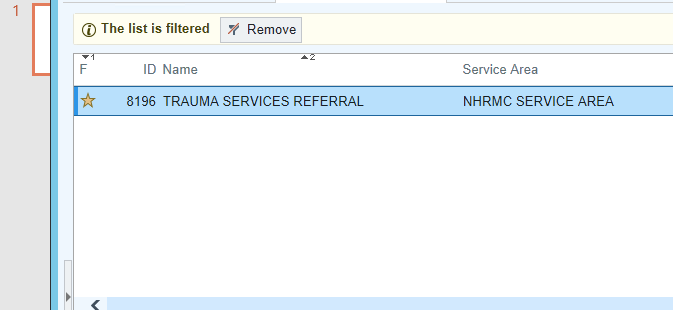 1
The list is filtered Remove
F 1 ID Name 2 Service Area
8196 TRAUMA SERVICES REFERRAL NHRMC SERVICE AREA